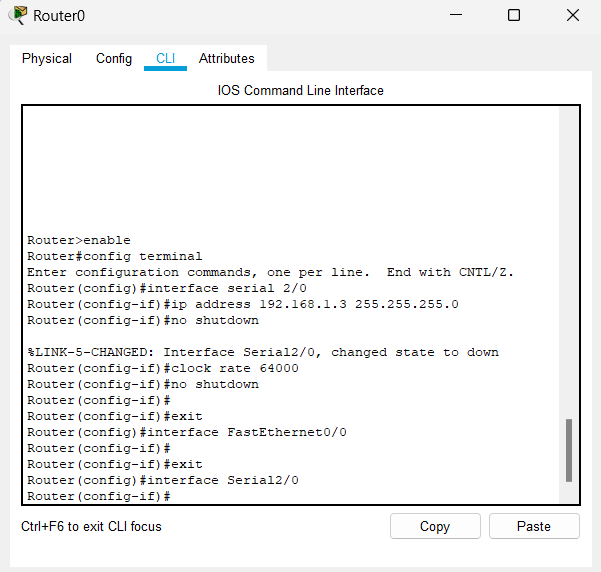 Router0
Physical Config CLI Attributes
IOS Command Line Interface
Router>enable
Router#config terminal
Enter configuration commands, one per line.  End with CNTL/Z.
Router(config)#interface serial 2/0
Router(config-if)#ip address 192.168.1.3 255.255.255.0
Router(config-if)#no shutdown
%LINK-5-CHANGED: Interface Serial2/0, changed state to down
Router(config-if)#clock rate 64000
Router(config-if)#no shutdown
Router(config-if)#
Router(config-if)#exit
Router(config)#interface FastEthernet0/0
Router(config-if)#
Router(config-if)#exit
Router(config)#interface Serial2/0
Router(config-if)#
Ctrl+F6 to exit CLI focus
Copy Paste